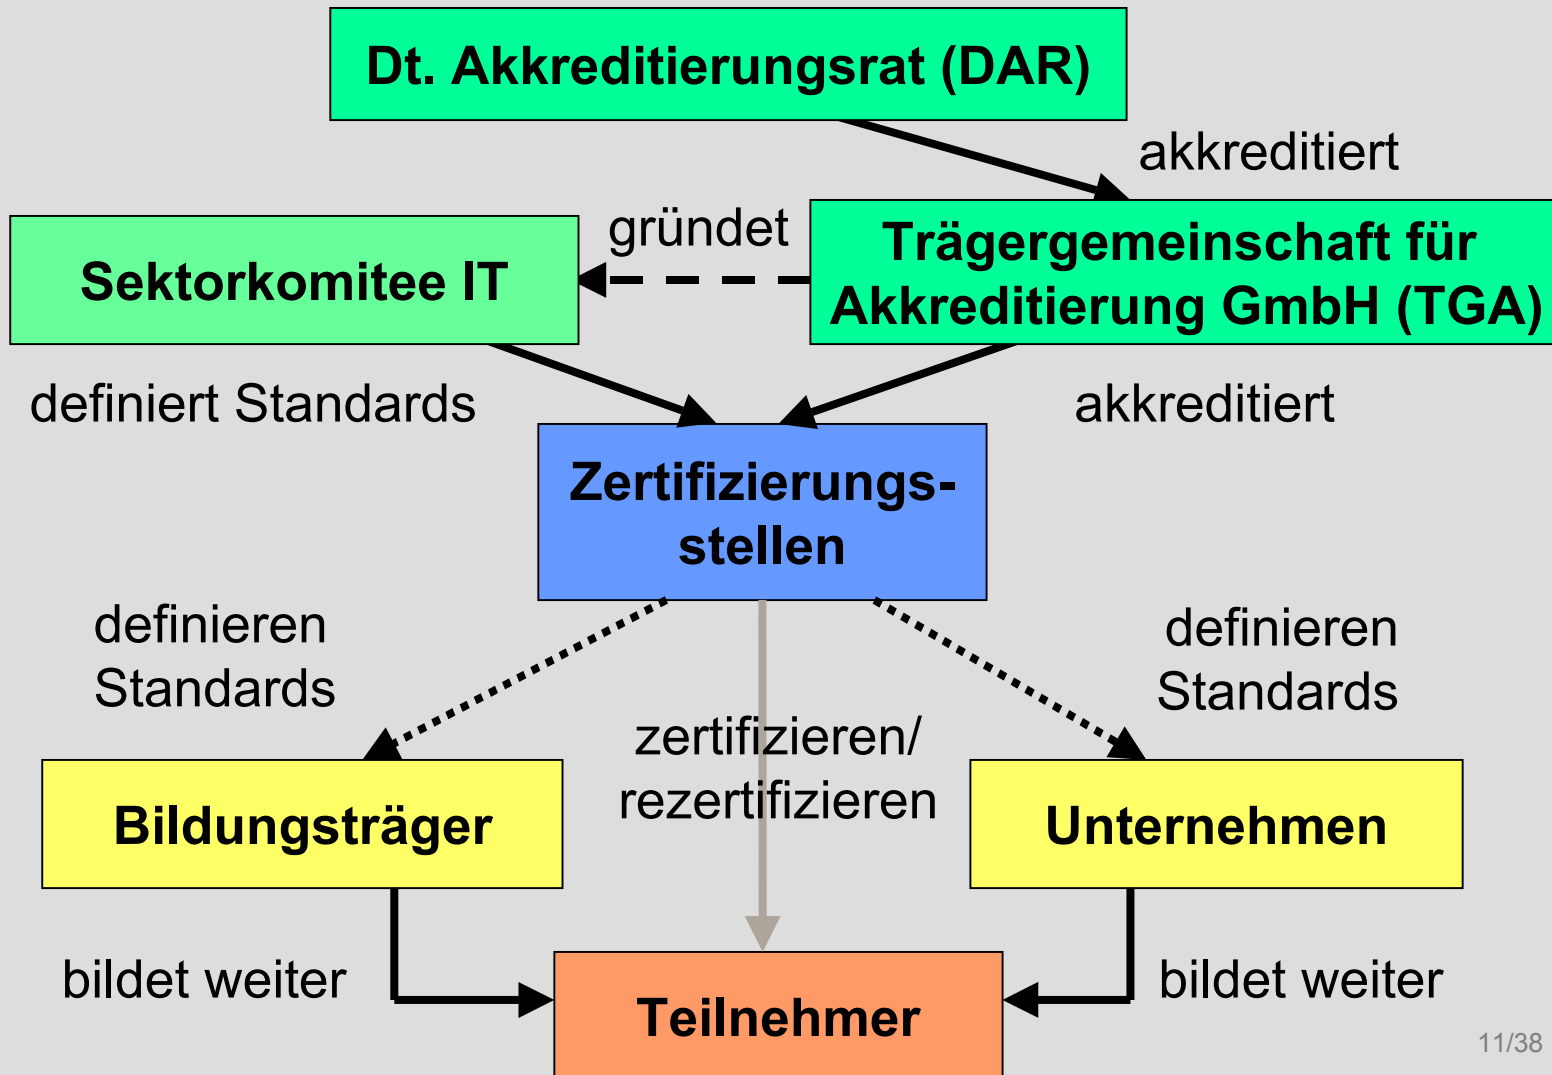 Dt. Akkreditierungsrat (DAR)
akkreditiert
gründet
Sektorkomitee IT
Trägergemeinschaft für
Akkreditierung GmbH (TGA)
definiert Standards
akkreditiert
Zertifizierungs-
stellen
definieren
Standards
definieren
Standards
zertifizieren/
rezertifizieren
Bildungsträger
Unternehmen
bildet weiter
bildet weiter
Teilnehmer
11/38